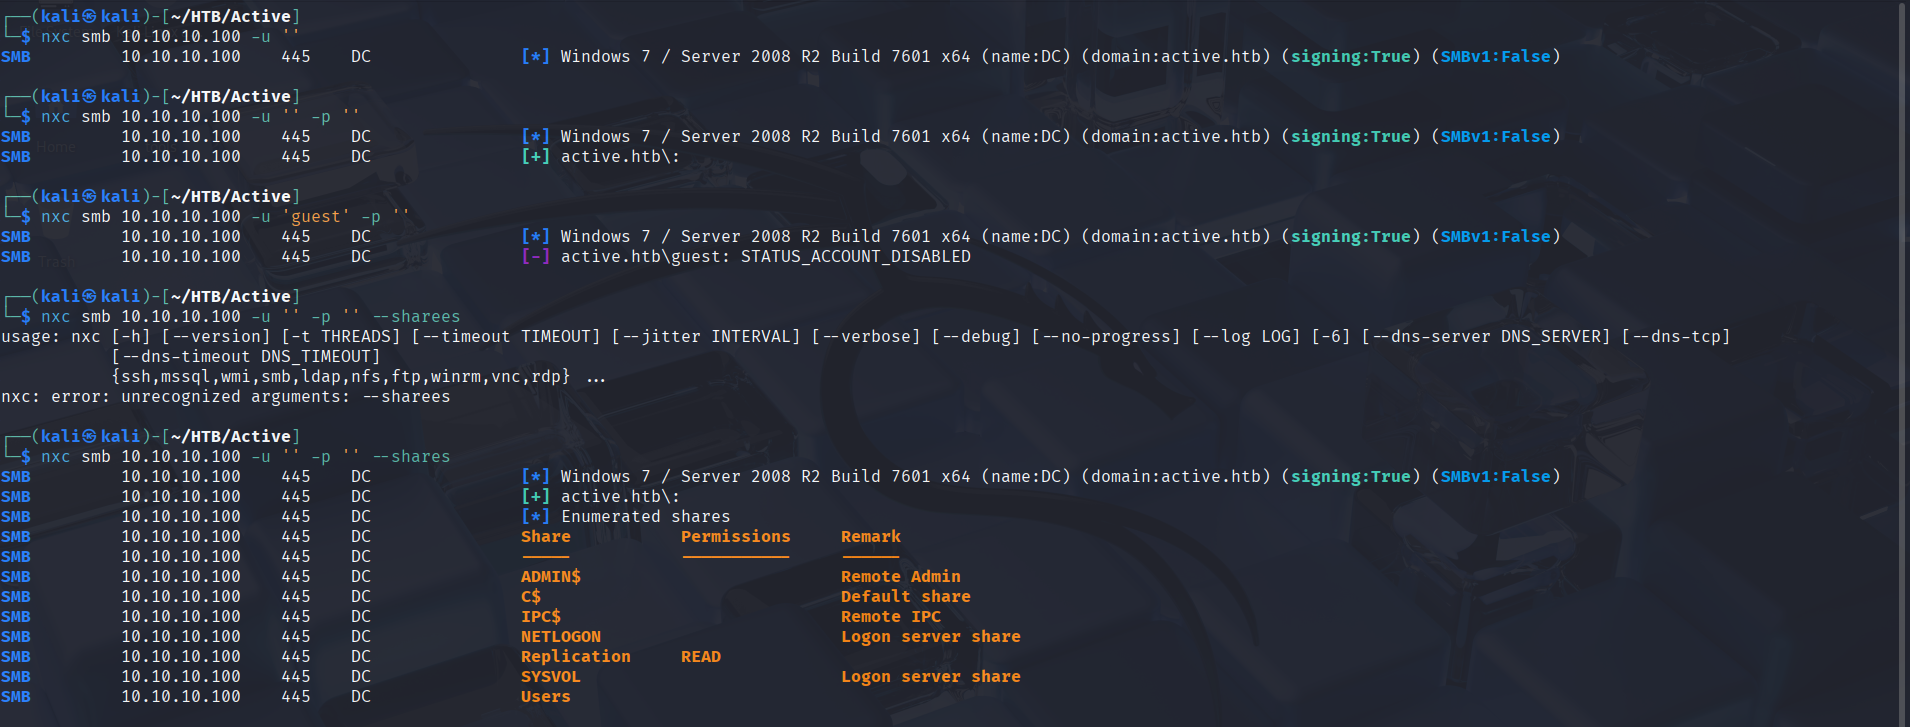 ┌──(kali㉿kali)-[~/HTB/Active]
└─$ nxc smb 10.10.10.100 -u ''
SMB         10.10.10.100    445    DC               [*] Windows 7 / Server 2008 R2 Build 7601 x64 (name:DC) (domain:active.htb) (signing:True) (SMBv1:False)
┌──(kali㉿kali)-[~/HTB/Active]
└─$ nxc smb 10.10.10.100 -u '' -p ''
SMB         10.10.10.100    445    DC               [*] Windows 7 / Server 2008 R2 Build 7601 x64 (name:DC) (domain:active.htb) (signing:True) (SMBv1:False)
SMB         10.10.10.100    445    DC               [+] active.htb\:
┌──(kali㉿kali)-[~/HTB/Active]
└─$ nxc smb 10.10.10.100 -u 'guest' -p ''
SMB         10.10.10.100    445    DC               [*] Windows 7 / Server 2008 R2 Build 7601 x64 (name:DC) (domain:active.htb) (signing:True) (SMBv1:False)
SMB         10.10.10.100    445    DC               [-] active.htb\guest: STATUS_ACCOUNT_DISABLED
┌──(kali㉿kali)-[~/HTB/Active]
└─$ nxc smb 10.10.10.100 -u '' -p '' --sharees
usage: nxc [-h] [--version] [-t THREADS] [--timeout TIMEOUT] [--jitter INTERVAL] [--verbose] [--debug] [--no-progress] [--log LOG] [-6] [--dns-server DNS_SERVER] [--dns-tcp]
           [--dns-timeout DNS_TIMEOUT]
           {ssh,mssql,wmi,smb,ldap,nfs,ftp,winrm,vnc,rdp} ...
nxc: error: unrecognized arguments: --sharees
┌──(kali㉿kali)-[~/HTB/Active]
└─$ nxc smb 10.10.10.100 -u '' -p '' --shares
SMB         10.10.10.100    445    DC               [*] Windows 7 / Server 2008 R2 Build 7601 x64 (name:DC) (domain:active.htb) (signing:True) (SMBv1:False)
SMB         10.10.10.100    445    DC               [+] active.htb\:
SMB         10.10.10.100    445    DC               [*] Enumerated shares
SMB         10.10.10.100    445    DC               Share           Permissions     Remark
SMB         10.10.10.100    445    DC               -----           -----------     ------
SMB         10.10.10.100    445    DC               ADMIN$                          Remote Admin
SMB         10.10.10.100    445    DC               C$                              Default share
SMB         10.10.10.100    445    DC               IPC$                            Remote IPC
SMB         10.10.10.100    445    DC               NETLOGON                        Logon server share
SMB         10.10.10.100    445    DC               Replication     READ
SMB         10.10.10.100    445    DC               SYSVOL                          Logon server share
SMB         10.10.10.100    445    DC               Users
Home
Trash